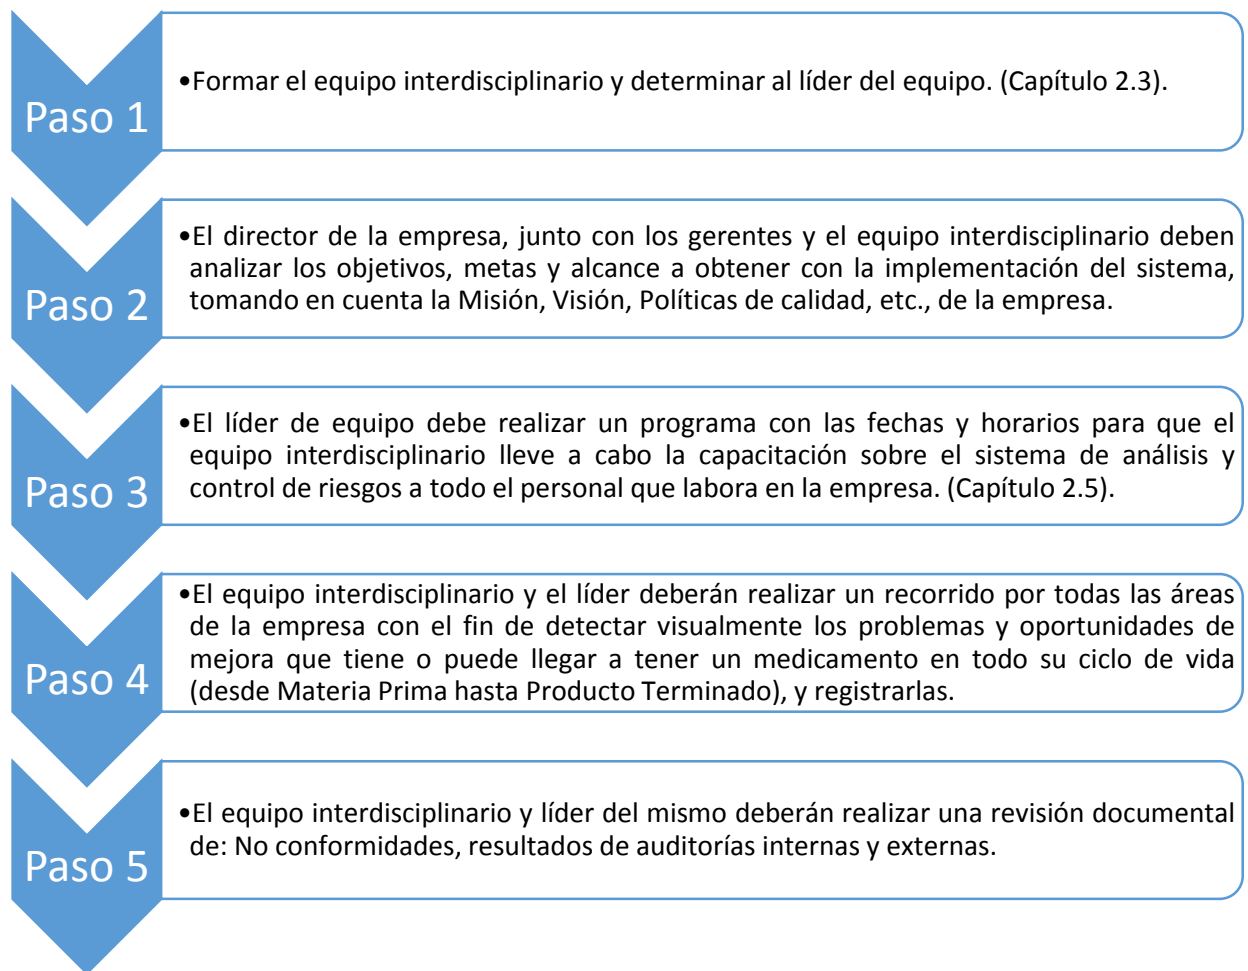 Paso 1
•Formar el equipo interdisciplinario y determinar al líder del equipo. (Capítulo 2.3).
Paso 2
•El director de la empresa, junto con los gerentes y el equipo interdisciplinario deben
analizar los objetivos, metas y alcance a obtener con la implementación del sistema,
tomando en cuenta la Misión, Visión, Políticas de calidad, etc., de la empresa.
Paso 3
•El líder de equipo debe realizar un programa con las fechas y horarios para que el
equipo interdisciplinario lleve a cabo la capacitación sobre el sistema de análisis y
control de riesgos a todo el personal que labora en la empresa. (Capítulo 2.5).
Paso 4
•El equipo interdisciplinario y el líder deberán realizar un recorrido por todas las áreas
de la empresa con el fin de detectar visualmente los problemas y oportunidades de
mejora que tiene o puede llegar a tener un medicamento en todo su ciclo de vida
(desde Materia Prima hasta Producto Terminado), y registrarlas.
Paso 5
•El equipo interdisciplinario y líder del mismo deberán realizar una revisión documental
de: No conformidades, resultados de auditorías internas y externas.